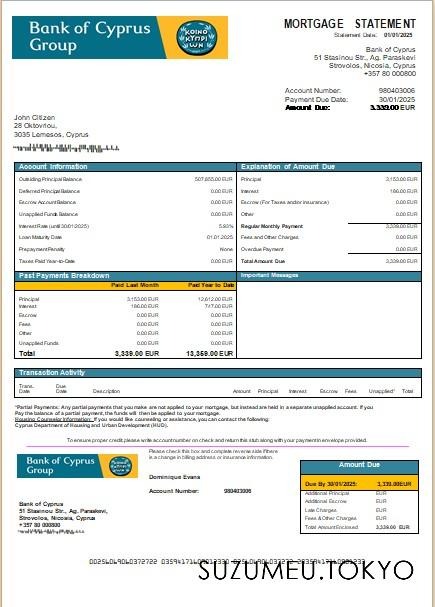 Bank of Cyprus
Group
KOINO
KYΠPI
ωN
MORTGAGE STATEMENT
Statement Date: 01/01/2025
Bank of Cyprus
51 Stasinou Str., Ag. Paraskevi
Strovolos, Nicosia, Cyprus
+357 80 000800
Account Number: 980403006
Payment Due Date: 30/01/2025
Amount Due: 3,339.00 EUR
John Citizen
28 Oktovriou,
3035 Lemesos, Cyprus
Account Information
Outstanding Principal Balance 507,855.00 EUR
Deferred Principal Balance 0.00 EUR
Escrow Account Balance 0.00 EUR
Unapplied Funds Balance 0.00 EUR
Interest Rate (until 30/01/2025) 5.93%
Loan Maturity Date 01.01.2025
Prepayment Penalty None
Taxes Paid Year-to-Date 0.00 EUR
Explanation of Amount Due
Principal 3,153.00 EUR
Interest 186.00 EUR
Escrow (For Taxes and/or Insurance) 0.00 EUR
Other 0.00 EUR
Regular Monthly Payment 3,339.00 EUR
Fees and Other Charges 0.00 EUR
Overdue Payment 0.00 EUR
Total Amount Due 3,339.00 EUR
Past Payments Breakdown
Paid Last Month Paid Year to Date
Principal 3,153.00 EUR 12,612.00 EUR
Interest 186.00 EUR 747.00 EUR
Escrow 0.00 EUR 0.00 EUR
Fees 0.00 EUR 0.00 EUR
Other 0.00 EUR 0.00 EUR
Unapplied Funds 0.00 EUR 0.00 EUR
Total 3,339.00 EUR 13,359.00 EUR
Important Messages
Transaction Activity
Trans. Date Due Date Description Amount Principal Interest Escrow Fees Unapplied* Total
*Partial Payments: Any partial payments that you make are not applied to your mortgage, but instead are held in a separate unapplied account. If you
Pay the balance of a partial payment, the funds will then be applied to your mortgage.
Housing Counselor Information: If you would like counseling or assistance, you can contact the following:
Cyprus Department of Housing and Urban Development (HUD).
To ensure proper credit please write account number on check and return this stub along with your payment in envelope provided.
Bank of Cyprus
Group
Please check this box and complete reverse side if there
is a change in billing address or insurance information.
Dominique Evans
Account Number: 980403006
Bank of Cyprus
51 Stasinou Str., Ag. Paraskevi,
Strovolos, Nicosia, Cyprus
+357 80 000800
Amount Due
Due By 30/01/2025: 3,339.00EUR
Additional Principal EUR
Additional Escrow EUR
Late Charges EUR
Fees & Other Charges EUR
Total Amount Enclosed 3,339.00 EUR
SUZUMEU.TOKYO